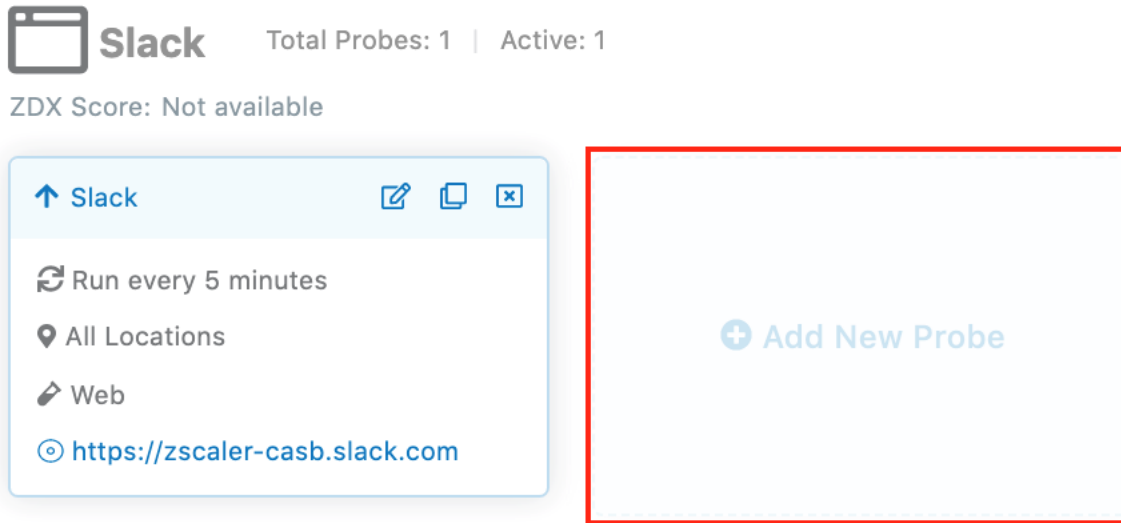 Slack Total Probes: 1 | Active: 1
ZDX Score: Not available
Slack
Run every 5 minutes
All Locations
Web
https://zscaler-casb.slack.com
Add New Probe